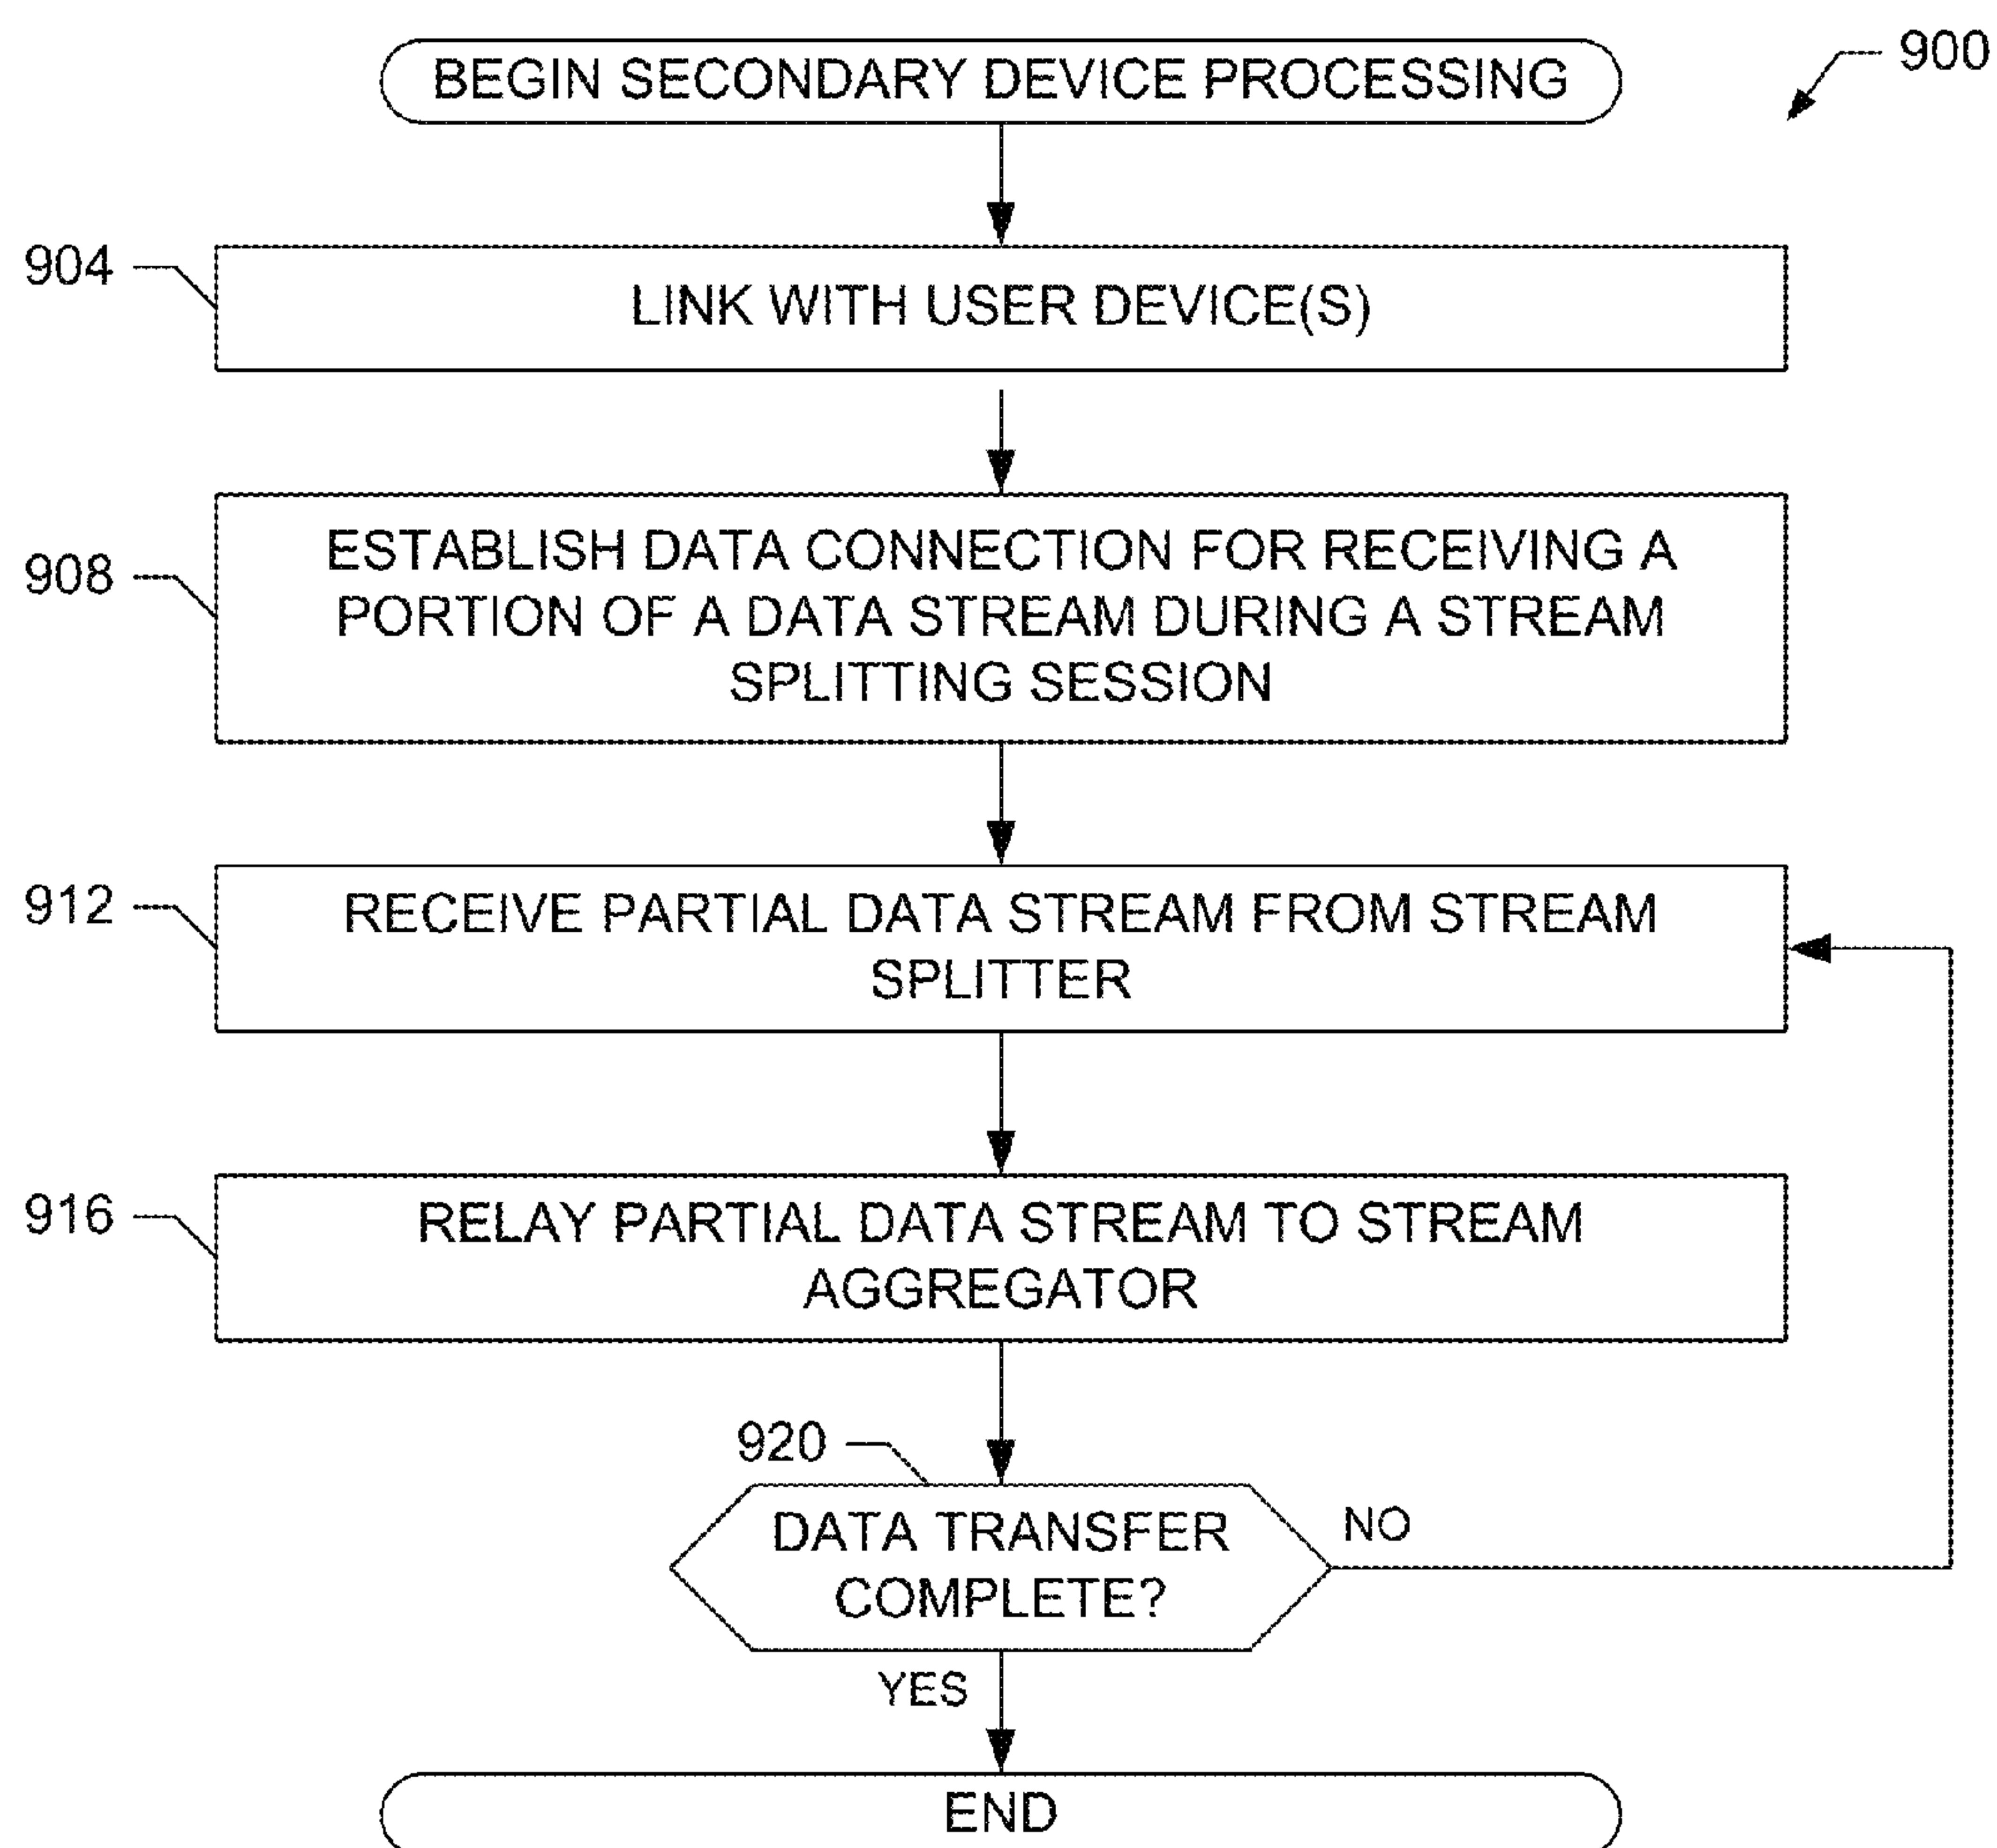 BEGIN SECONDARY DEVICE PROCESSING
900
904
LINK WITH USER DEVICE(S)
908
ESTABLISH DATA CONNECTION FOR RECEIVING A
PORTION OF A DATA STREAM DURING A STREAM
SPLITTING SESSION
912
RECEIVE PARTIAL DATA STREAM FROM STREAM
SPLITTER
916
RELAY PARTIAL DATA STREAM TO STREAM
AGGREGATOR
920
DATA TRANSFER
COMPLETE?
NO
YES
END